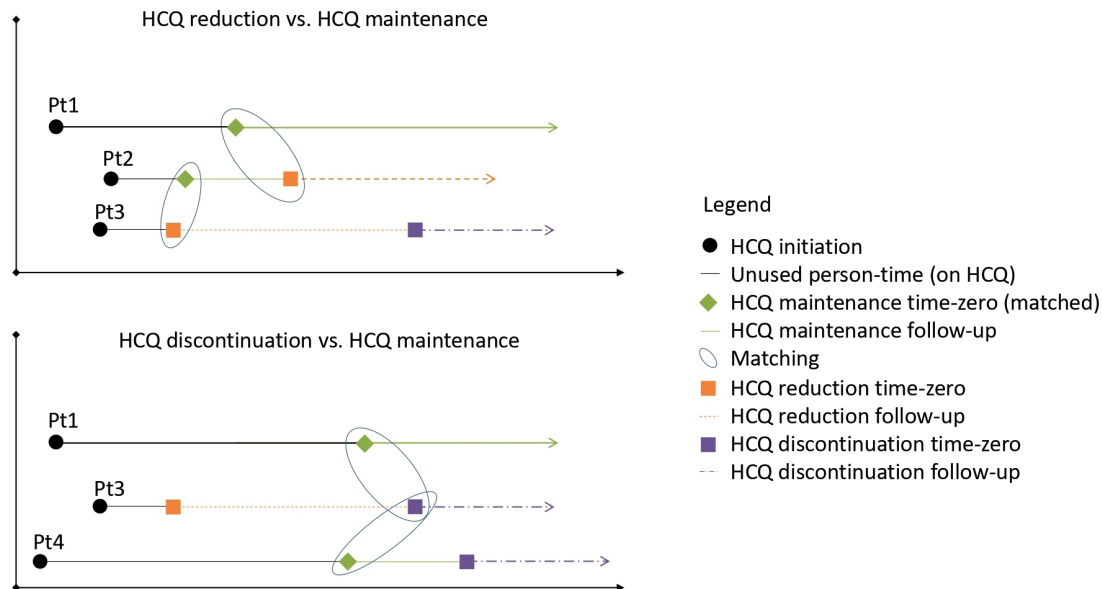 HCQ reduction vs. HCQ maintenance
Pt1
Pt2
Pt3
HCQ discontinuation vs. HCQ maintenance
Pt1
Pt3
Pt4
Legend
HCQ initiation
Unused person-time (on HCQ)
HCQ maintenance time-zero (matched)
HCQ maintenance follow-up
Matching
HCQ reduction time-zero
HCQ reduction follow-up
HCQ discontinuation time-zero
HCQ discontinuation follow-up